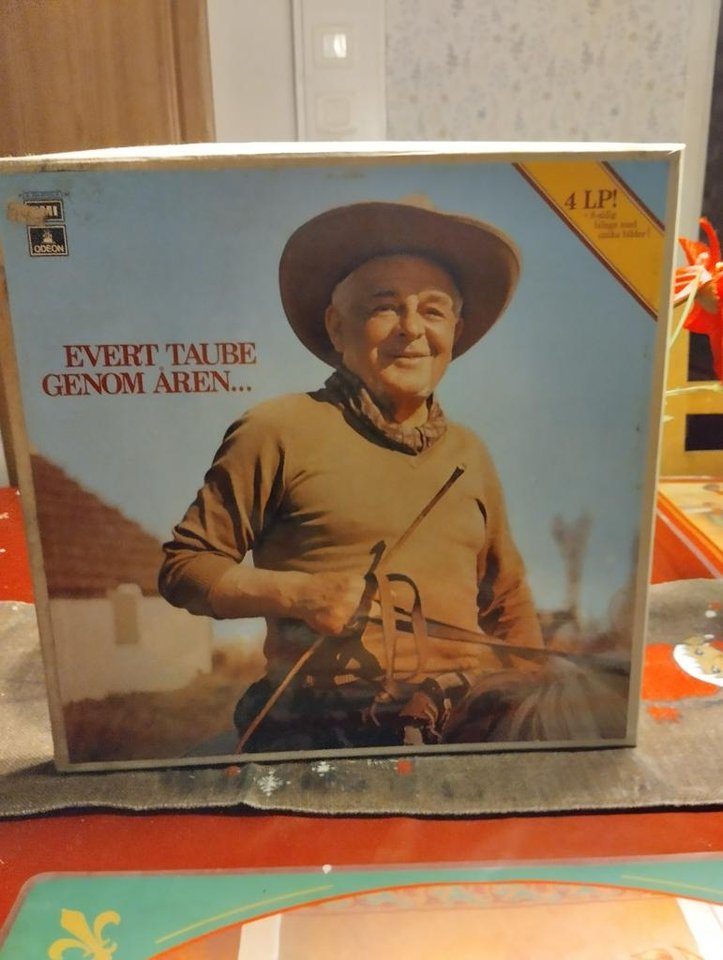 EMI
ODEON
4 LP!
EVERT TAUBE
GENOM ÅREN...